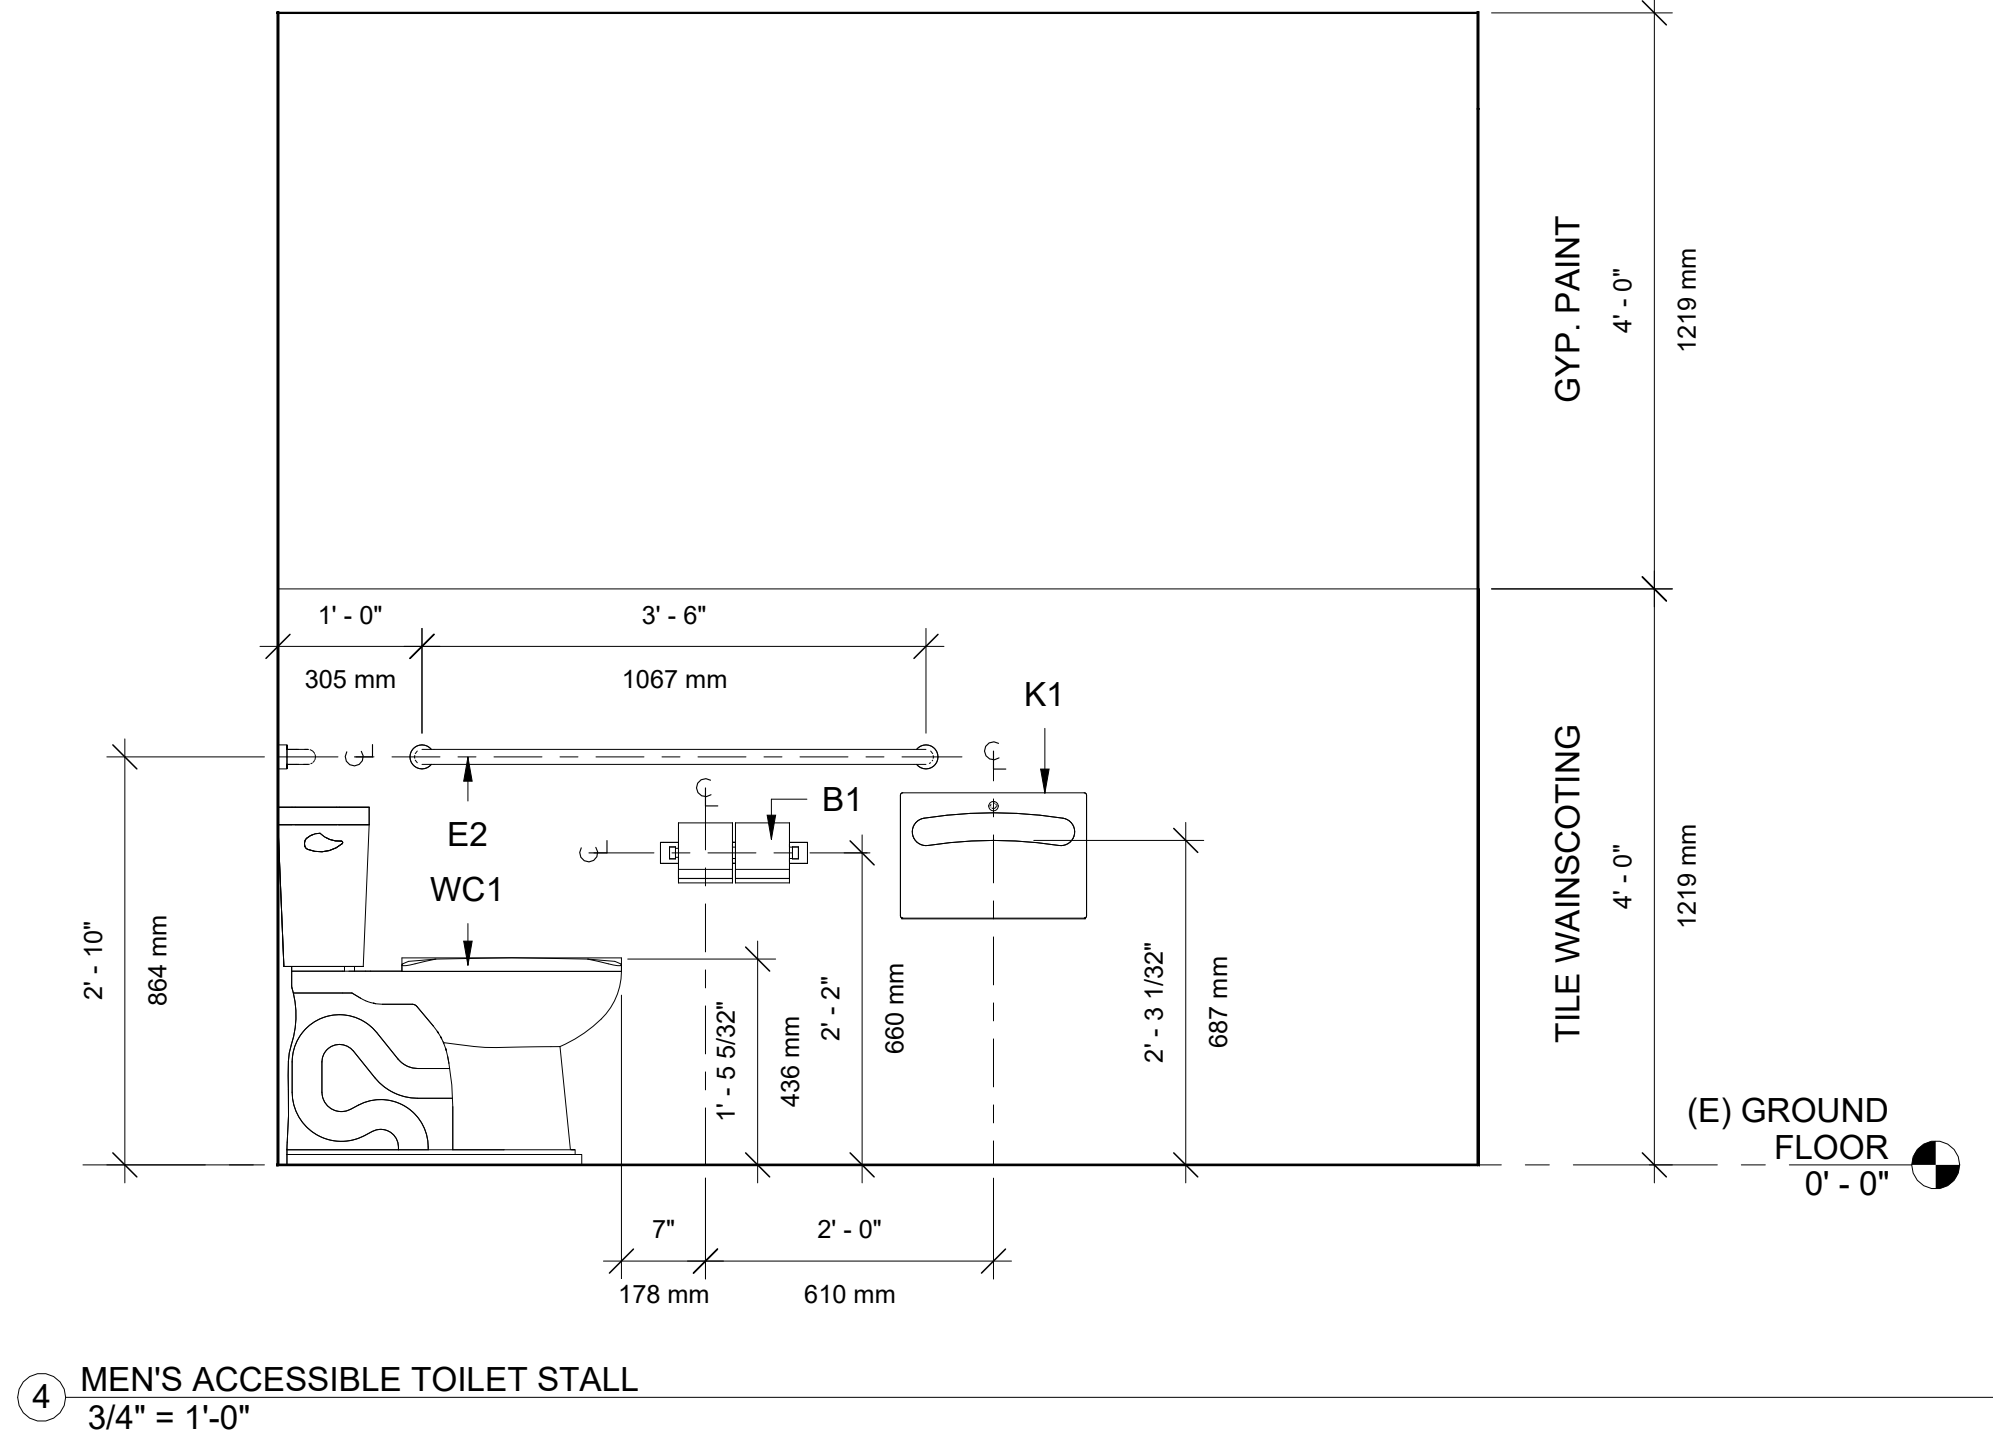 GYP. PAINT
4' - 0"
1219 mm
1' - 0"
3' - 6"
305 mm
1067 mm
K1
B1
E2
WC1
2' - 10"
864 mm
1' - 5 5/32"
436 mm
2' - 2"
660 mm
2' - 3 1/32"
687 mm
TILE WAINSCOTING
4' - 0"
1219 mm
(E) GROUND
FLOOR
0' - 0"
7"
2' - 0"
178 mm
610 mm
4
MEN'S ACCESSIBLE TOILET STALL
3/4" = 1'-0"